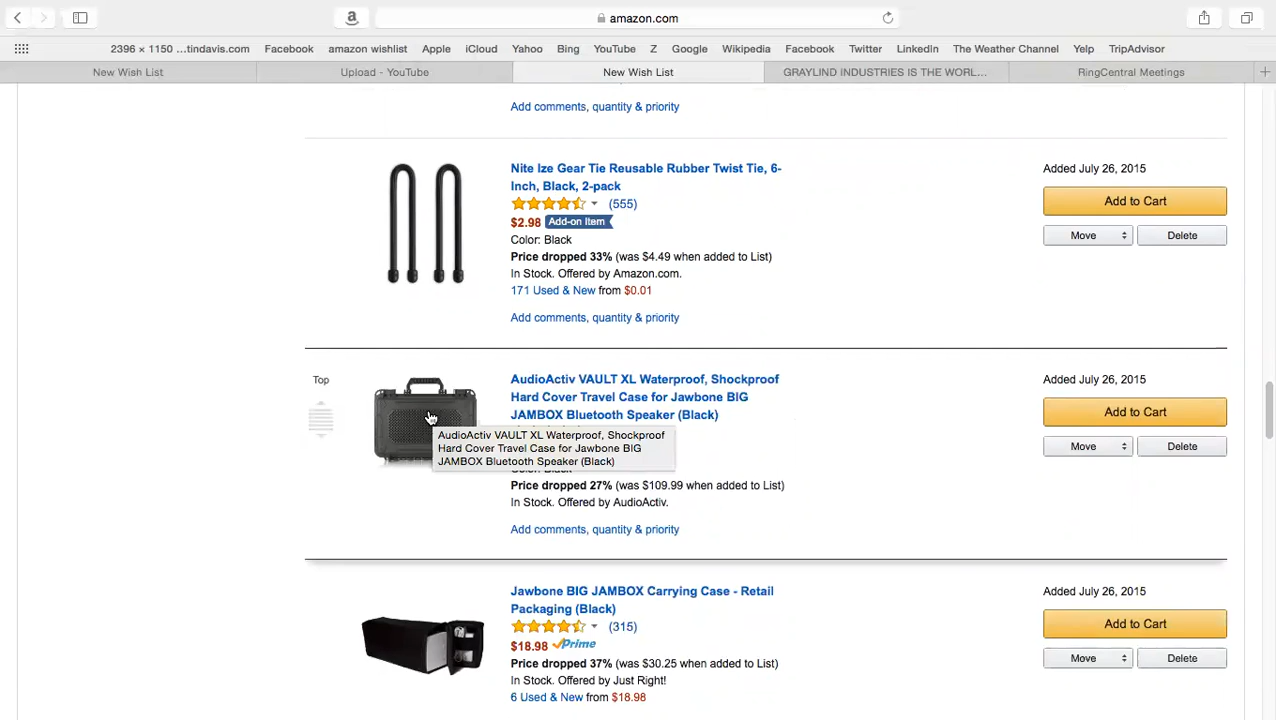 amazon.com
2396 × 1150 ...tindavis.com Facebook amazon wishlist Apple iCloud Yahoo Bing YouTube Z Google Wikipedia Facebook Twitter LinkedIn The Weather Channel Yelp TripAdvisor
New Wish List Upload - YouTube New Wish List GRAYLIND INDUSTRIES IS THE WORL... RingCentral Meetings
Add comments, quantity & priority
Nite Ize Gear Tie Reusable Rubber Twist Tie, 6-
Inch, Black, 2-pack
(555)
$2.98 Add-on Item
Color: Black
Price dropped 33% (was $4.49 when added to List)
In Stock. Offered by Amazon.com.
171 Used & New from $0.01
Add comments, quantity & priority
Added July 26, 2015
Add to Cart
Move Delete
Top
AudioActiv VAULT XL Waterproof, Shockproof
Hard Cover Travel Case for Jawbone BIG
JAMBOX Bluetooth Speaker (Black)
AudioActiv VAULT XL Waterproof, Shockproof
Hard Cover Travel Case for Jawbone BIG
JAMBOX Bluetooth Speaker (Black)
Price dropped 27% (was $109.99 when added to List)
In Stock. Offered by AudioActiv.
Add comments, quantity & priority
Added July 26, 2015
Add to Cart
Move Delete
Jawbone BIG JAMBOX Carrying Case - Retail
Packaging (Black)
(315)
$18.98 Prime
Price dropped 37% (was $30.25 when added to List)
In Stock. Offered by Just Right!
6 Used & New from $18.98
Added July 26, 2015
Add to Cart
Move Delete